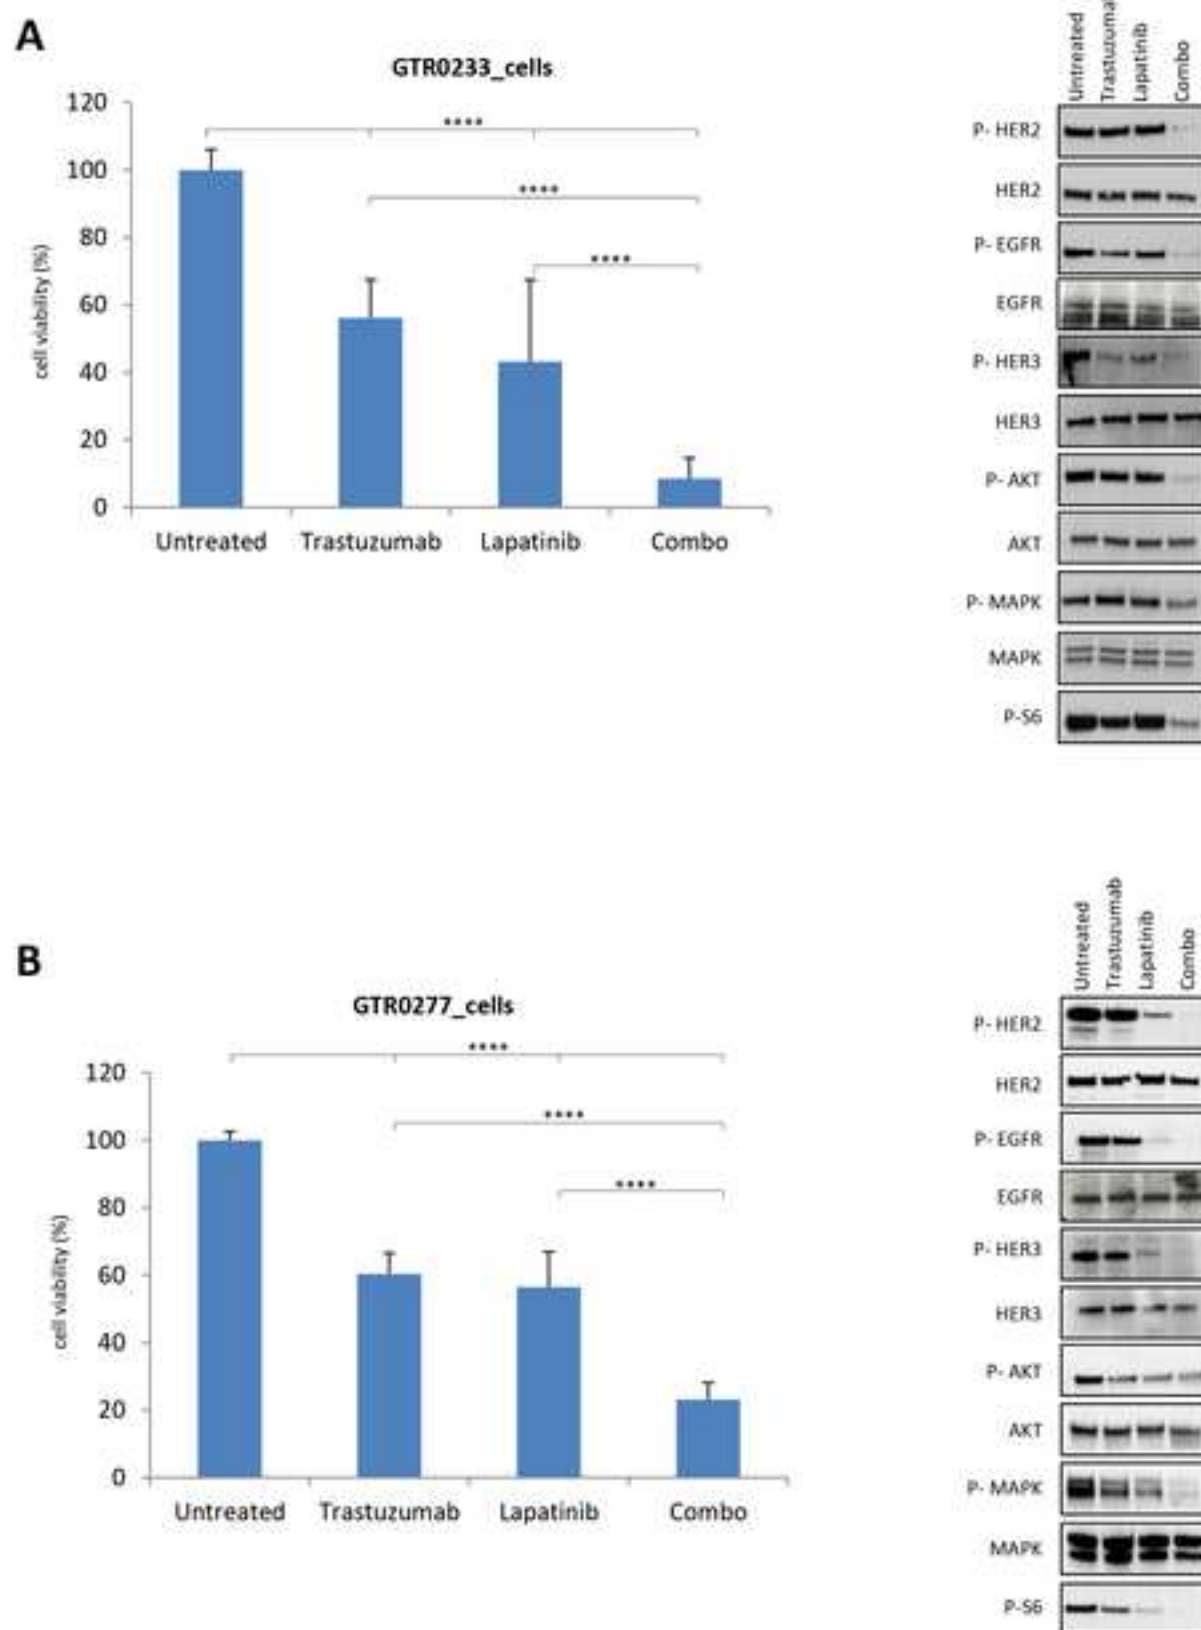 A
GTR0233_cells
120
100
80
60
40
20
0
cell viability (%)
****
****
****
Untreated Trastuzumab Lapatinib Combo
Untreated
Lapatinib
Combo
P- HER2
HER2
P- EGFR
EGFR
P- HER3
HER3
P- AKT
AKT
P- MAPK
MAPK
P-S6
B
GTR0277_cells
120
100
80
60
40
20
0
cell viability (%)
****
****
****
Untreated Trastuzumab Lapatinib Combo
Untreated
Trastuzumab
Lapatinib
Combo
P- HER2
HER2
P- EGFR
EGFR
P- HER3
HER3
P- AKT
AKT
P- MAPK
MAPK
P-S6